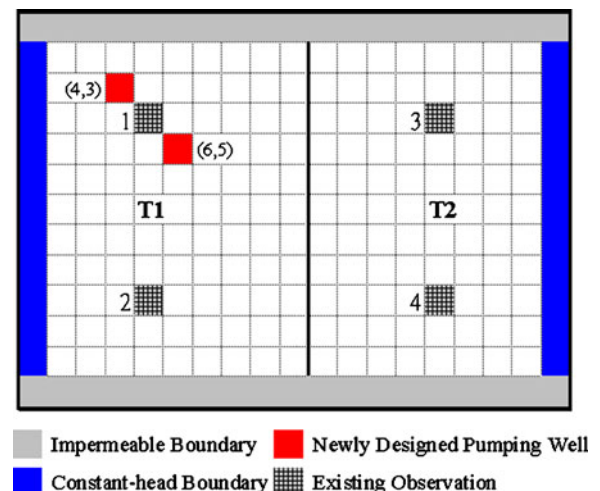 (4,3)
1
3
(6,5)
T1
T2
2
4
Impermeable Boundary
Newly Designed Pumping Well
Constant-head Boundary
Existing Observation